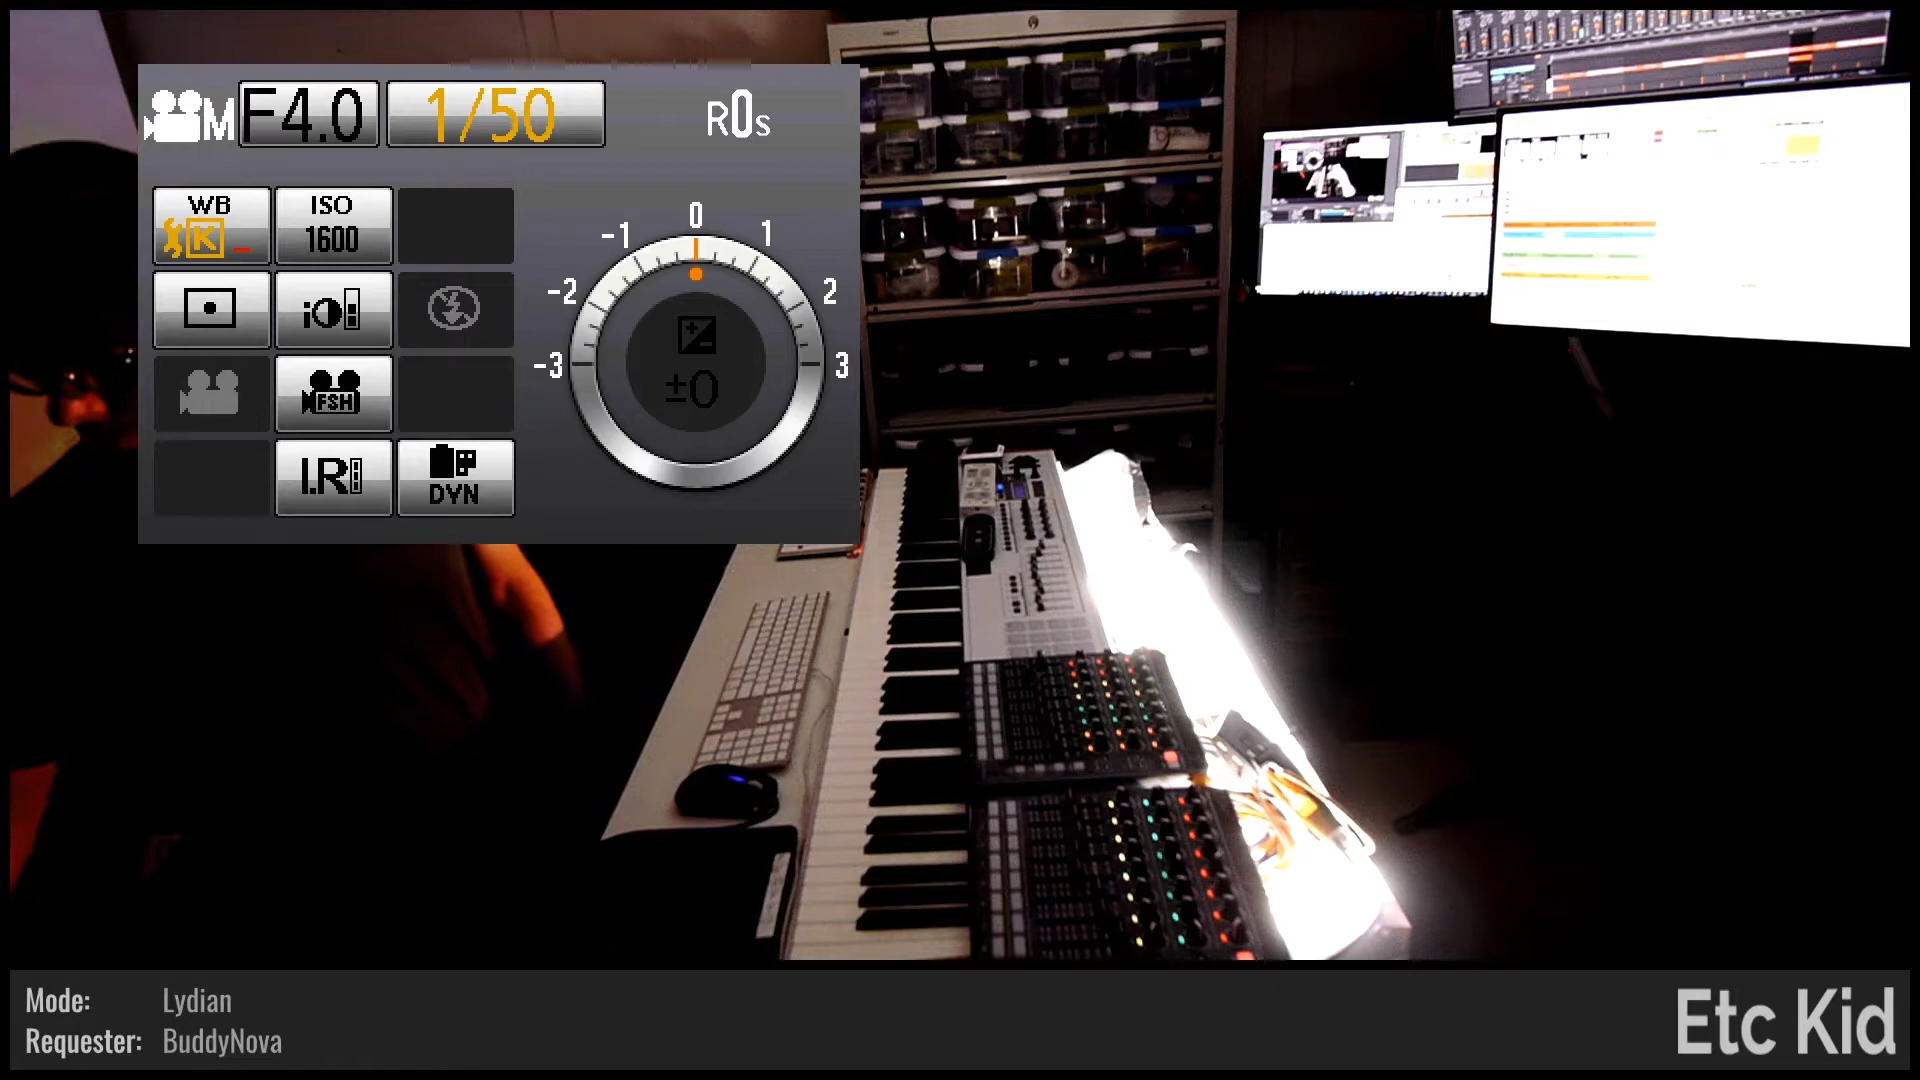 M F4.0 1/50 R0s
WB
K
ISO
1600
0
-1 1
-2 2
-3 3
±0
i
FSH
I.R
DYN
Mode: Lydian
Requester: BuddyNova
Etc Kid